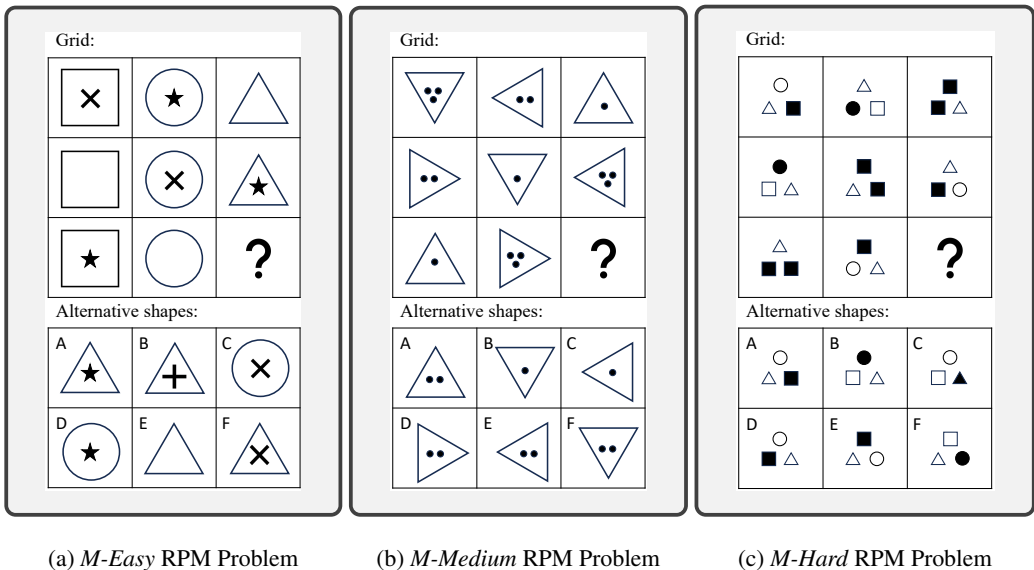 Grid:
Grid:
Grid:
?
?
?
Alternative shapes:
Alternative shapes:
Alternative shapes:
A B C
D E F
A B C
D E F
A B C
D E F
(a) M-Easy RPM Problem
(b) M-Medium RPM Problem
(c) M-Hard RPM Problem